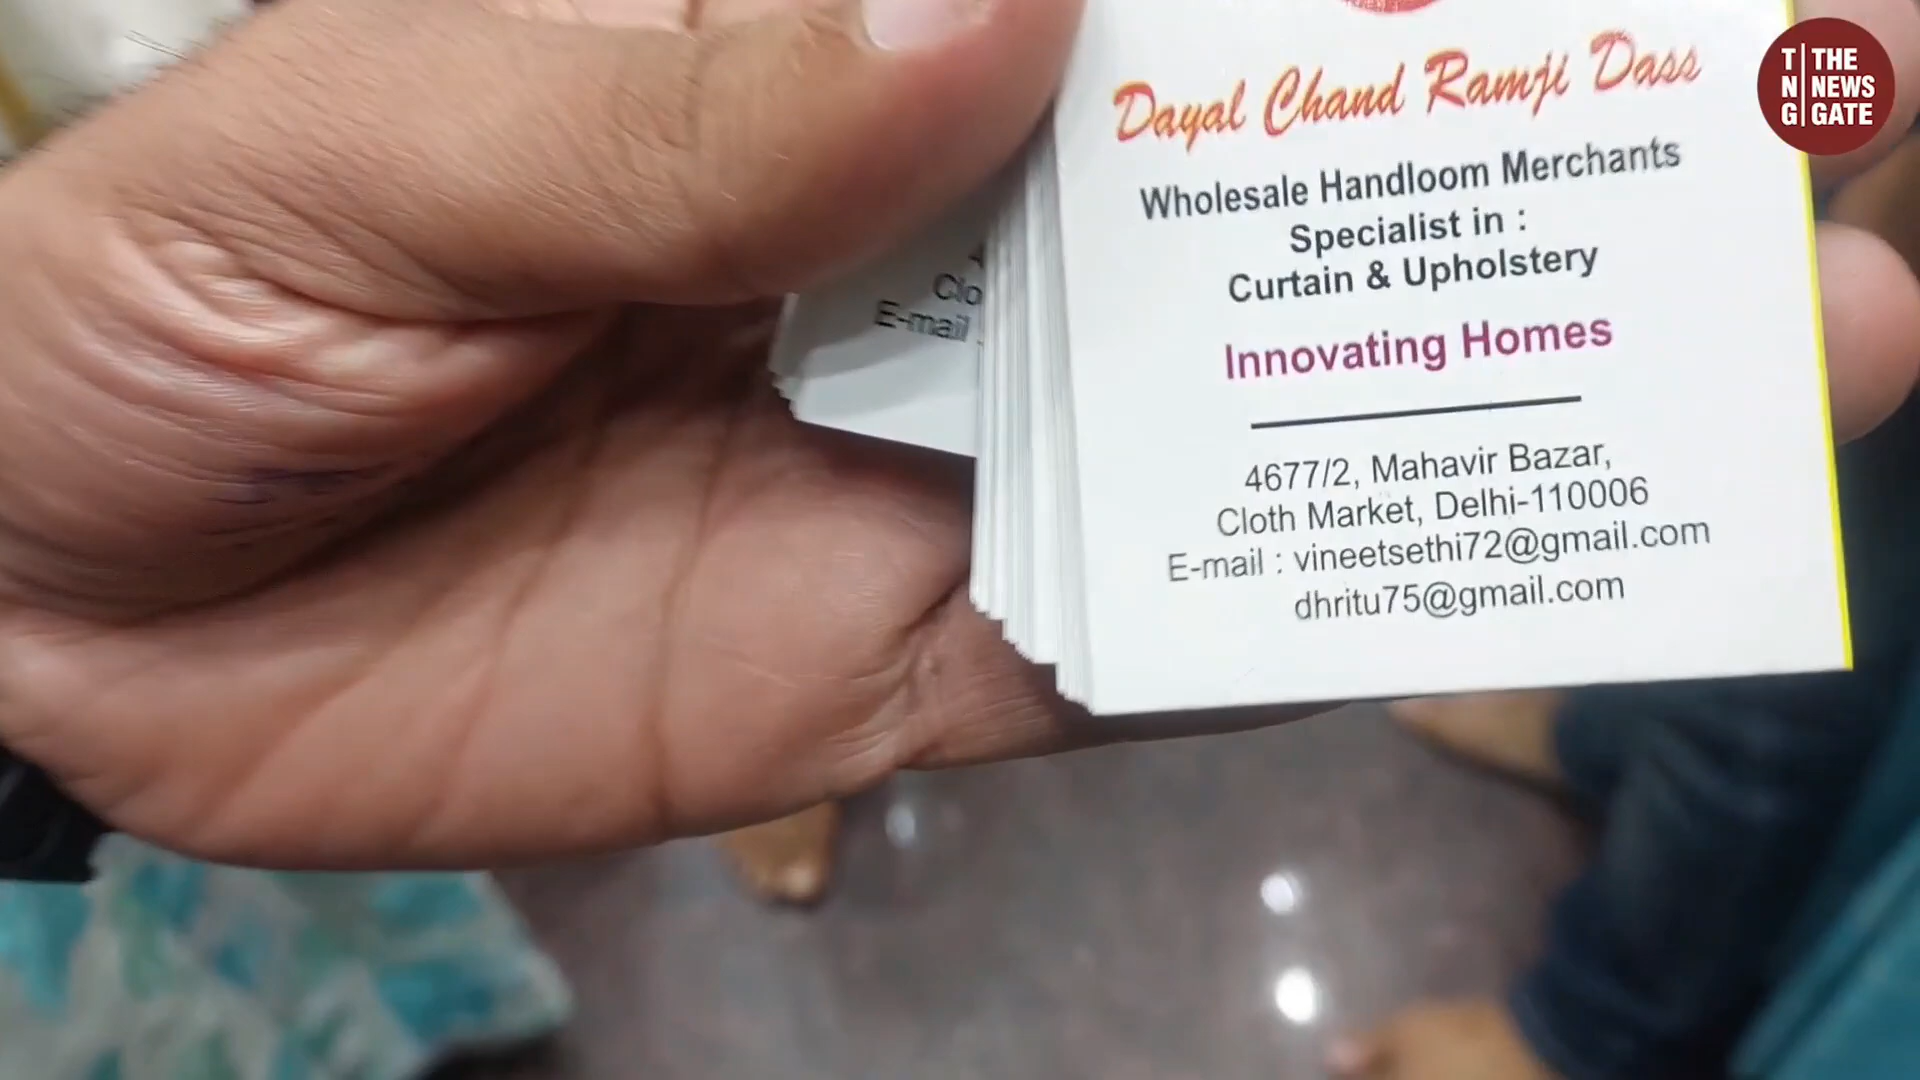 Dayal Chand Ramji Dass
Wholesale Handloom Merchants
Specialist in :
Curtain & Upholstery
Innovating Homes
4677/2, Mahavir Bazar,
Cloth Market, Delhi-110006
E-mail : vineetsethi72@gmail.com
dhritu75@gmail.com
Clo
E-mail
TNG THE NEWS GATE